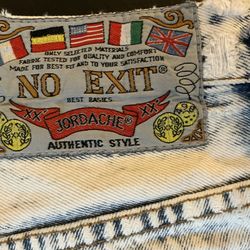 ONLY SELECTED MATERIALS
FABRIC TESTED FOR QUALITY AND COMFORT
MADE FOR BEST FIT AND TO YOUR SATISFACTION
NO EXIT®
BEST BASICS
XX JORDACHE® XX
AUTHENTIC STYLE